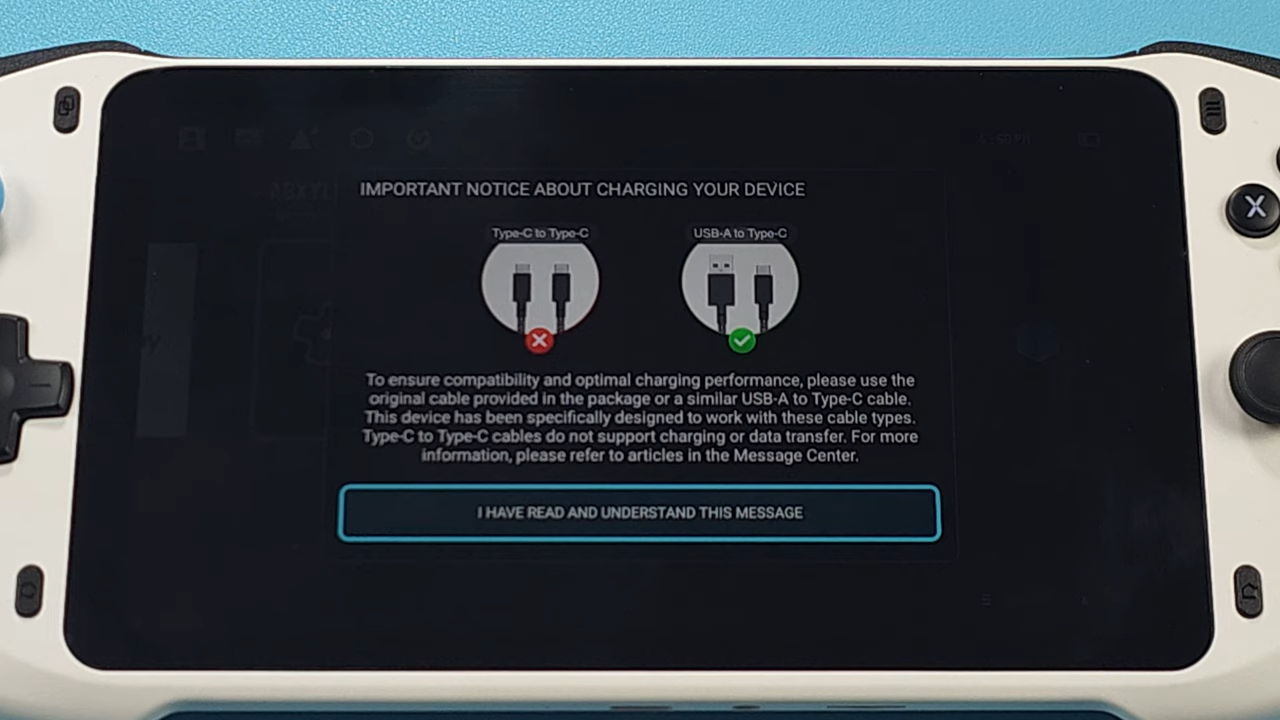 IMPORTANT NOTICE ABOUT CHARGING YOUR DEVICE
Type-C to Type-C
USB-A to Type-C
To ensure compatibility and optimal charging performance, please use the
original cable provided in the package or a similar USB-A to Type-C cable.
This device has been specifically designed to work with these cable types.
Type-C to Type-C cables do not support charging or data transfer. For more
information, please refer to articles in the Message Center.
I HAVE READ AND UNDERSTAND THIS MESSAGE
X